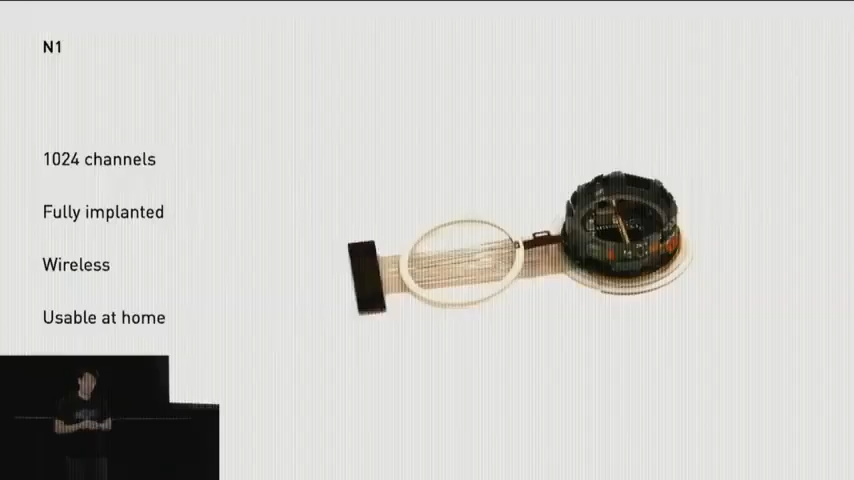 N1
1024 channels
Fully implanted
Wireless
Usable at home